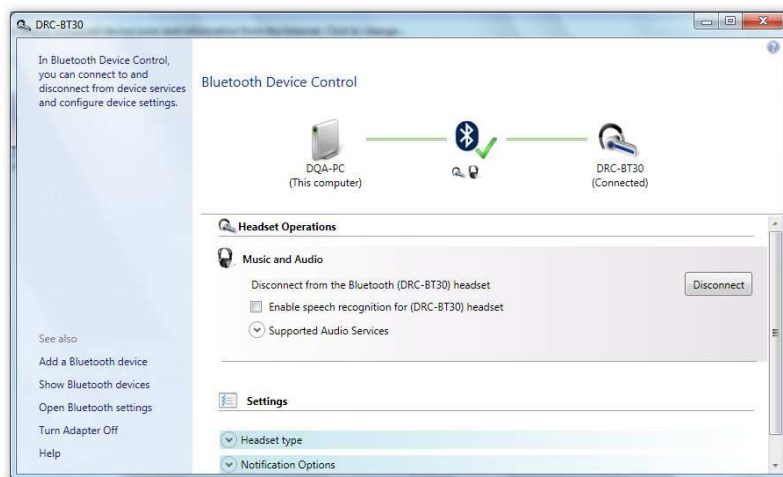 DRC-BT30
In Bluetooth Device Control,
you can connect to and
disconnect from device services
and configure device settings.
Bluetooth Device Control
DQA-PC
(This computer)
DRC-BT30
(Connected)
Headset Operations
Music and Audio
Disconnect from the Bluetooth (DRC-BT30) headset
Disconnect
Enable speech recognition for (DRC-BT30) headset
Supported Audio Services
See also
Add a Bluetooth device
Show Bluetooth devices
Open Bluetooth settings
Turn Adapter Off
Help
Settings
Headset type
Notification Options